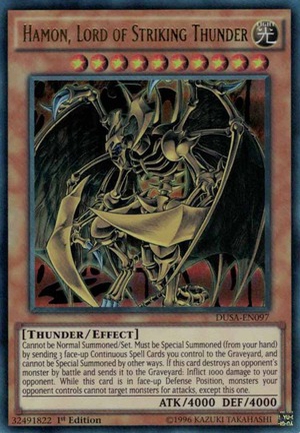 HAMON, LORD OF STRIKING THUNDER
LIGHT
光
DUSA-EN097
[THUNDER/EFFECT]
Cannot be Normal Summoned/Set. Must be Special Summoned (from your hand)
by sending 3 face-up Continuous Spell Cards you control to the Graveyard, and
cannot be Special Summoned by other ways. If this card destroys an opponent's
monster by battle and sends it to the Graveyard: Inflict 1000 damage to your
opponent. While this card is in face-up Defense Position, monsters your
opponent controls cannot target monsters for attacks, except this one.
ATK/4000 DEF/4000
32491822 1st Edition ©1996 KAZUKI TAKAHASHI